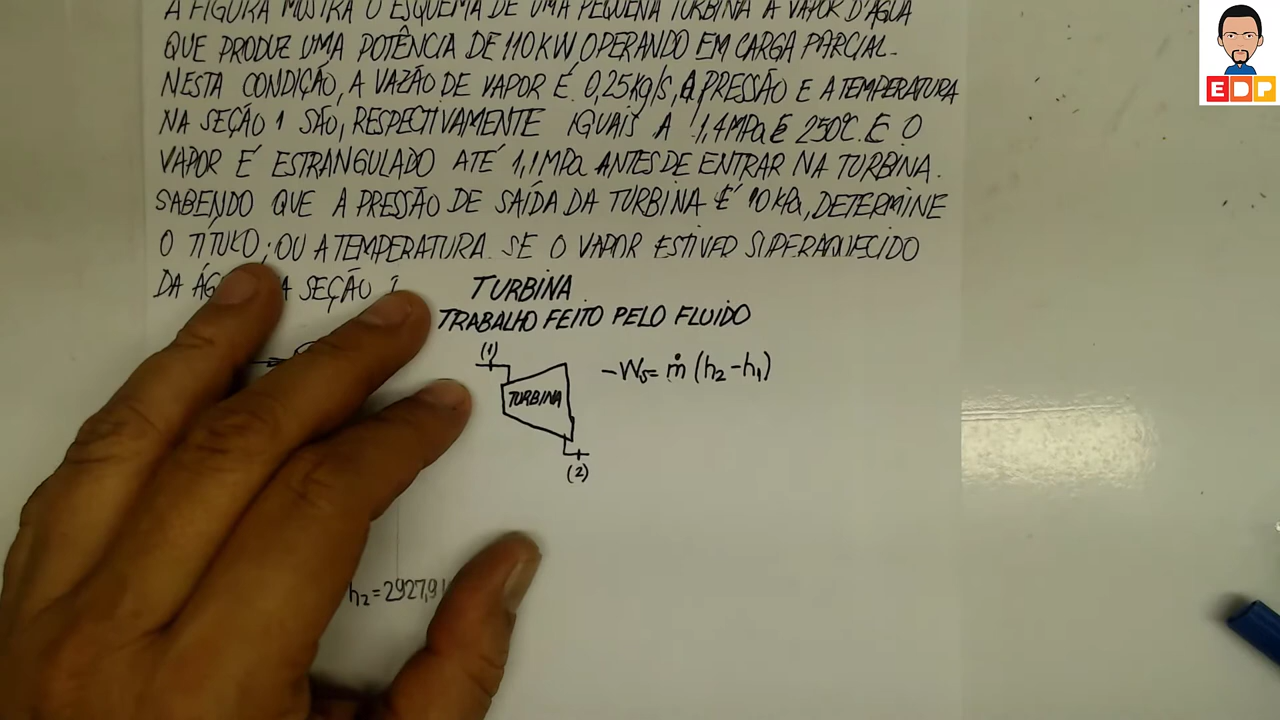 A FIGURA MOSTRA O ESQUEMA DE UMA PEQUENA TURBINA A VAPOR D'ÁGUA
QUE PRODUZ UMA POTÊNCIA DE 110 KW OPERANDO EM CARGA PARCIAL.
NESTA CONDIÇÃO, A VAZÃO DE VAPOR É 0,25 Kg/S, A PRESSÃO E A TEMPERATURA
NA SEÇÃO 1 SÃO, RESPECTIVAMENTE IGUAIS A 1,4 MPa E 250°C. E O
VAPOR É ESTRANGULADO ATÉ 1,1 MPa ANTES DE ENTRAR NA TURBINA.
SABENDO QUE A PRESSÃO DE SAÍDA DA TURBINA É 10 kPa, DETERMINE
O TÍTULO; OU A TEMPERATURA SE O VAPOR ESTIVER SUPERAQUECIDO
DA SEÇÃO
TURBINA
TRABALHO FEITO PELO FLUIDO
(1)
TURBINA
(2)
-Ws = ṁ (h2 - h1)
h2 = 2927,9
EDP